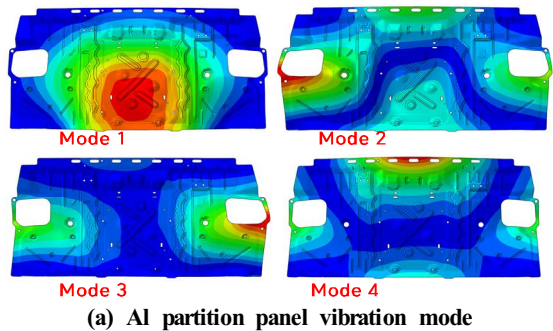 Mode 1
Mode 2
Mode 3
Mode 4
(a) Al partition panel vibration mode